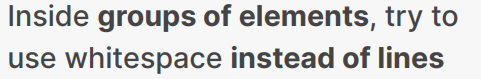 Inside groups of elements, try to
use whitespace instead of lines